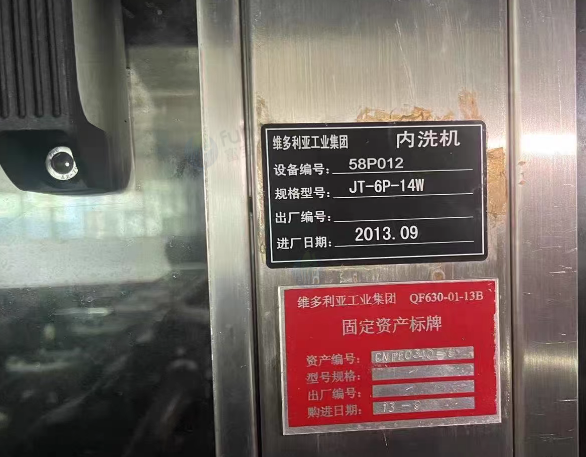 维多利亚工业集团 内洗机
设备编号: 58P012
规格型号: JT-6P-14W
出厂编号:
进厂日期: 2013.09
维多利亚工业集团 QF630-01-13B
固定资产标牌
资产编号:
型号规格:
出厂编号:
购进日期: